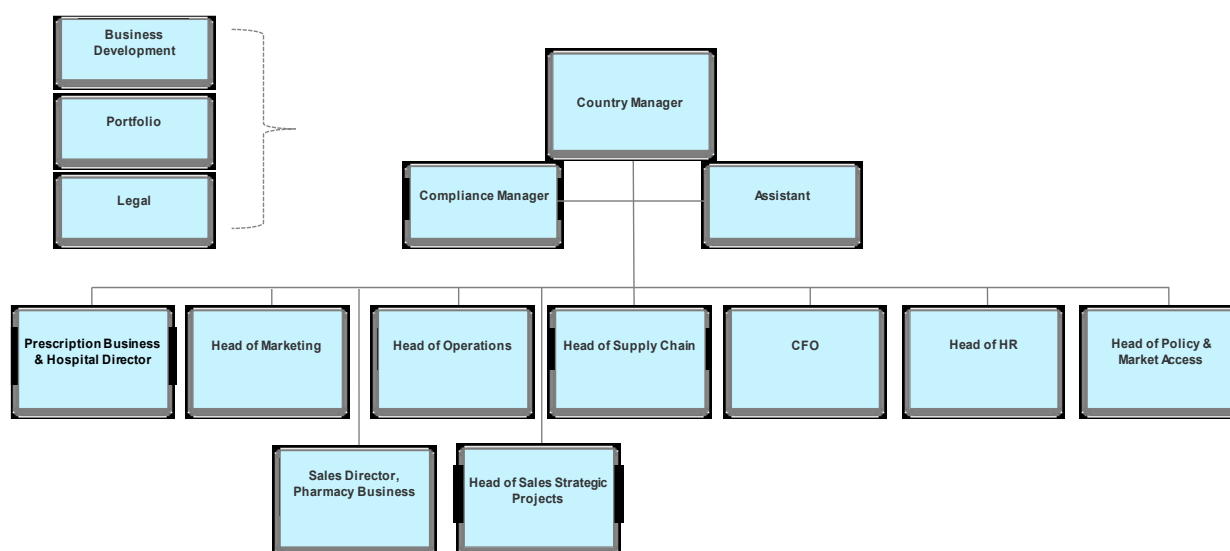 Business
Development
Portfolio
Legal
Country Manager
Compliance Manager
Assistant
Prescription Business
& Hospital Director
Head of Marketing
Head of Operations
Head of Supply Chain
CFO
Head of HR
Head of Policy &
Market Access
Sales Director,
Pharmacy Business
Head of Sales Strategic
Projects